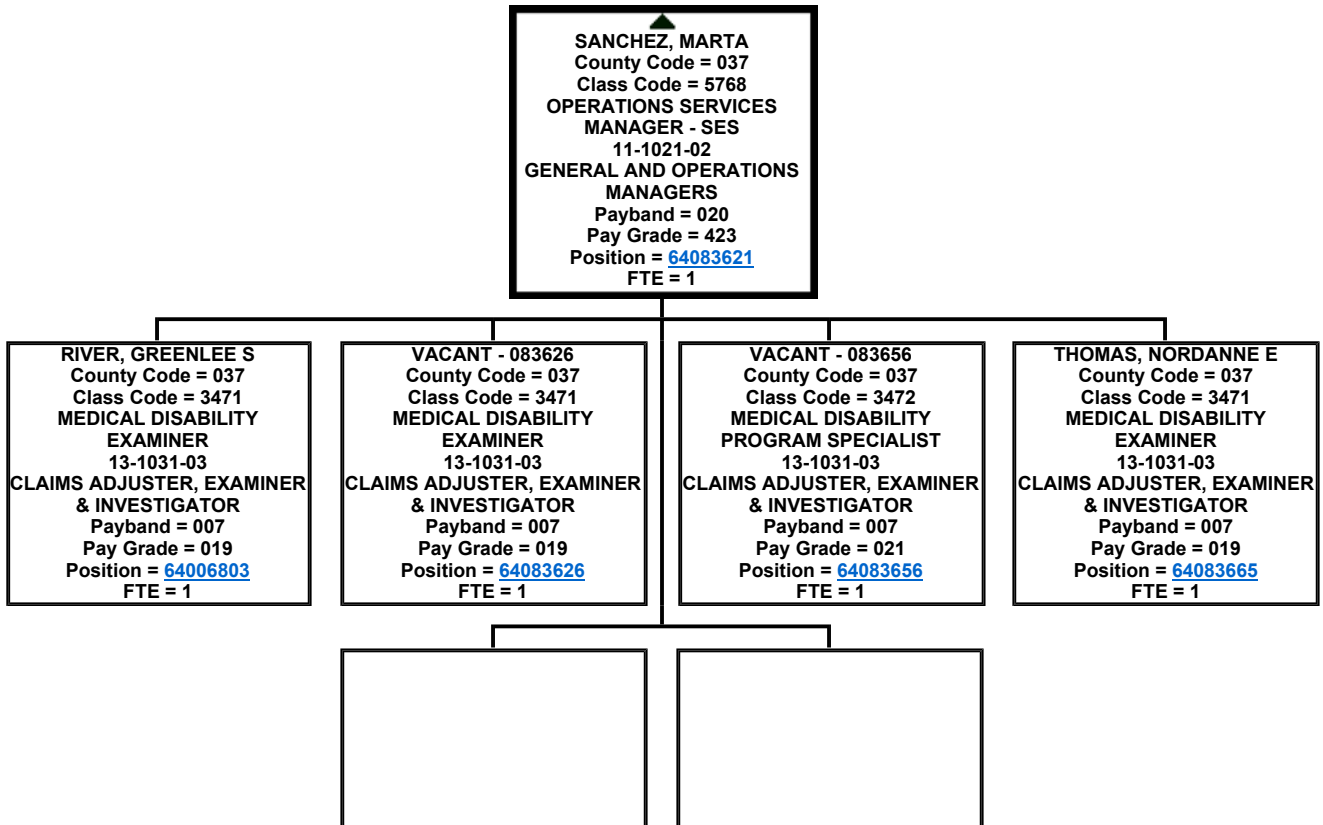 SANCHEZ, MARTA
County Code = 037
Class Code = 5768
OPERATIONS SERVICES
MANAGER - SES
11-1021-02
GENERAL AND OPERATIONS
MANAGERS
Payband = 020
Pay Grade = 423
Position = 64083621
FTE = 1
RIVER, GREENLEE S
County Code = 037
Class Code = 3471
MEDICAL DISABILITY
EXAMINER
13-1031-03
CLAIMS ADJUSTER, EXAMINER
& INVESTIGATOR
Payband = 007
Pay Grade = 019
Position = 64006803
FTE = 1
VACANT - 083626
County Code = 037
Class Code = 3471
MEDICAL DISABILITY
EXAMINER
13-1031-03
CLAIMS ADJUSTER, EXAMINER
& INVESTIGATOR
Payband = 007
Pay Grade = 019
Position = 64083626
FTE = 1
VACANT - 083656
County Code = 037
Class Code = 3472
MEDICAL DISABILITY
PROGRAM SPECIALIST
13-1031-03
CLAIMS ADJUSTER, EXAMINER
& INVESTIGATOR
Payband = 007
Pay Grade = 021
Position = 64083656
FTE = 1
THOMAS, NORDANNE E
County Code = 037
Class Code = 3471
MEDICAL DISABILITY
EXAMINER
13-1031-03
CLAIMS ADJUSTER, EXAMINER
& INVESTIGATOR
Payband = 007
Pay Grade = 019
Position = 64083665
FTE = 1